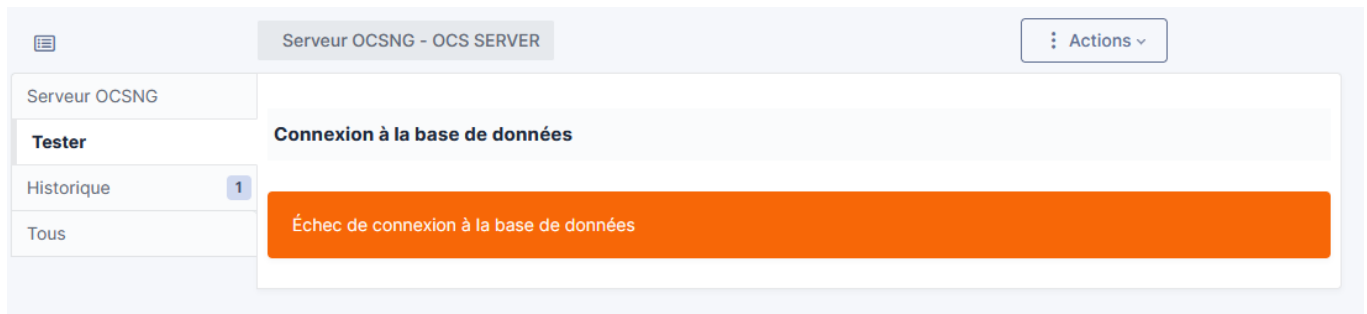 Serveur OCSNG - OCS SERVER
Actions
Serveur OCSNG
Tester
Historique 1
Tous
Connexion à la base de données
Échec de connexion à la base de données